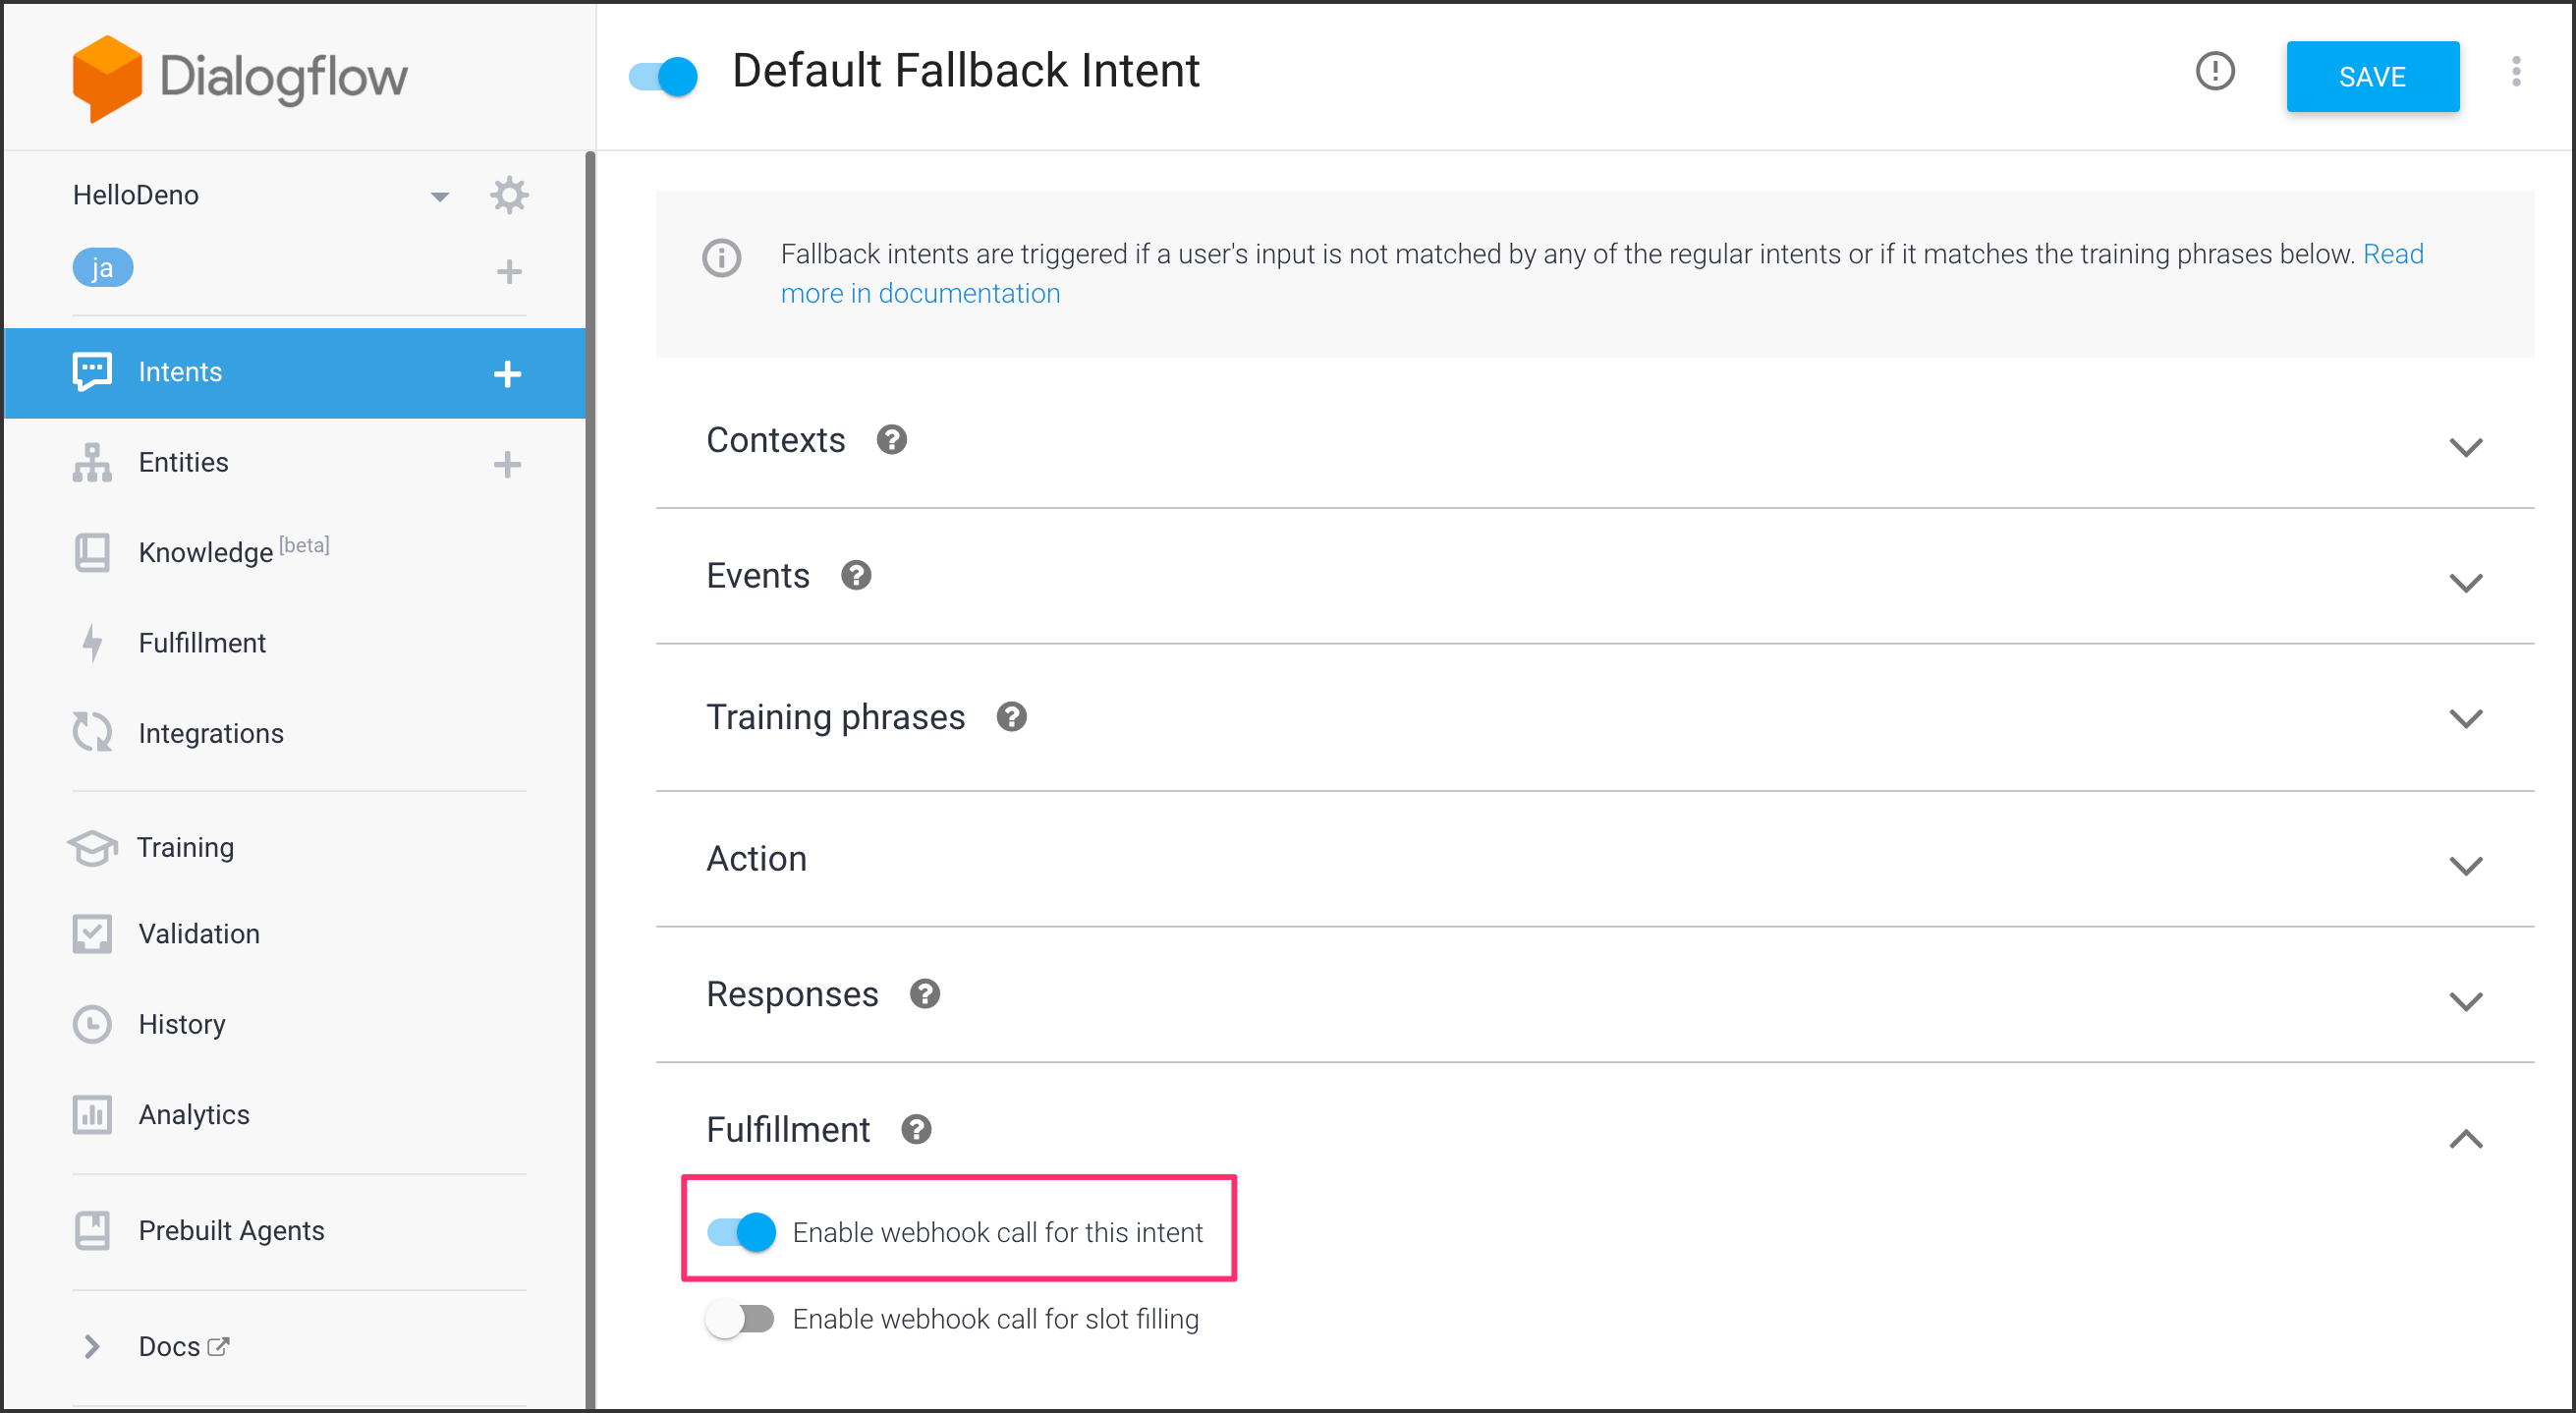 Dialogflow
HelloDeno
ja
Intents
Entities
Knowledge [beta]
Fulfillment
Integrations
Training
Validation
History
Analytics
Prebuilt Agents
Docs
Default Fallback Intent
SAVE
Fallback intents are triggered if a user's input is not matched by any of the regular intents or if it matches the training phrases below. Read
more in documentation
Contexts
Events
Training phrases
Action
Responses
Fulfillment
Enable webhook call for this intent
Enable webhook call for slot filling